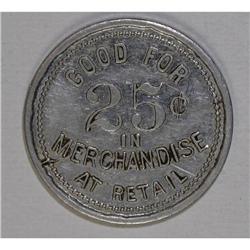 GOOD FOR
25¢
IN
MERCHANDISE
AT RETAIL